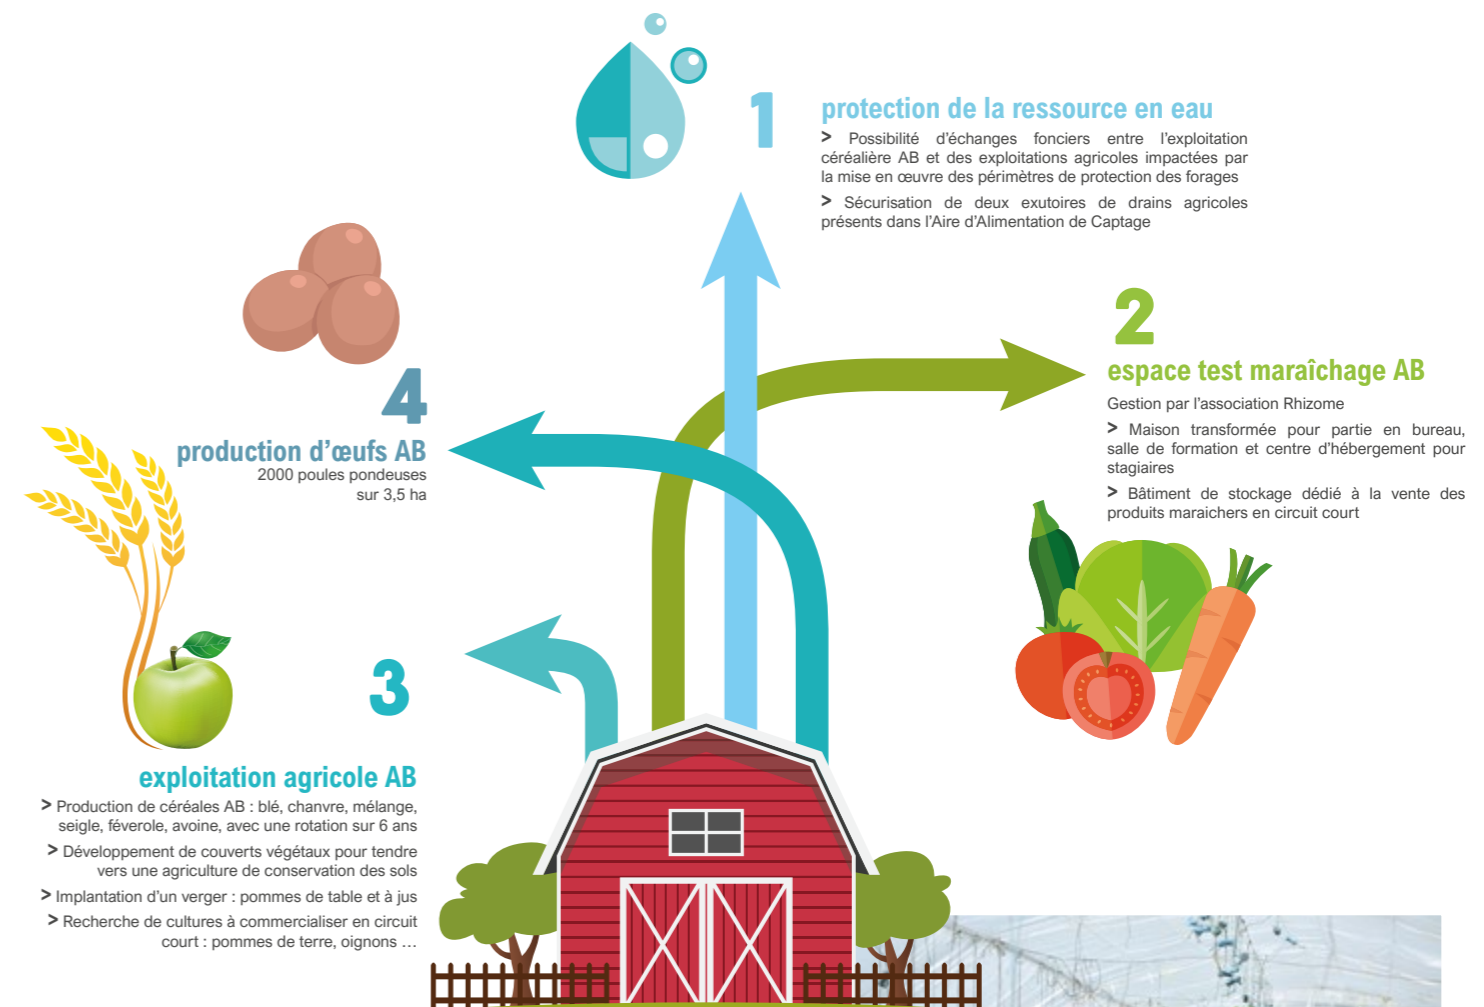 1
protection de la ressource en eau
> Possibilité d'échanges fonciers entre l'exploitation
céréalière AB et des exploitations agricoles impactées par
la mise en œuvre des périmètres de protection des forages
> Sécurisation de deux exutoires de drains agricoles
présents dans l'Aire d'Alimentation de Captage
2
espace test maraîchage AB
Gestion par l'association Rhizome
> Maison transformée pour partie en bureau,
salle de formation et centre d'hébergement pour
stagiaires
> Bâtiment de stockage dédié à la vente des
produits maraichers en circuit court
4
production d'œufs AB
2000 poules pondeuses
sur 3,5 ha
3
exploitation agricole AB
> Production de céréales AB : blé, chanvre, mélange,
seigle, féverole, avoine, avec une rotation sur 6 ans
> Développement de couverts végétaux pour tendre
vers une agriculture de conservation des sols
> Implantation d'un verger : pommes de table et à jus
> Recherche de cultures à commercialiser en circuit
court : pommes de terre, oignons …